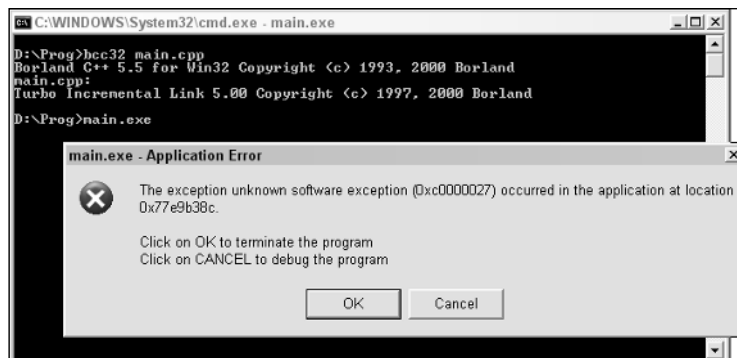 C:\WINDOWS\System32\cmd.exe - main.exe
D:\Prog>bcc32 main.cpp
Borland C++ 5.5 for Win32 Copyright (c) 1993, 2000 Borland
main.cpp:
Turbo Incremental Link 5.00 Copyright (c) 1997, 2000 Borland
D:\Prog>main.exe
main.exe - Application Error
The exception unknown software exception (0xc0000027) occurred in the application at location
0x77e9b38c.
Click on OK to terminate the program
Click on CANCEL to debug the program
OK
Cancel